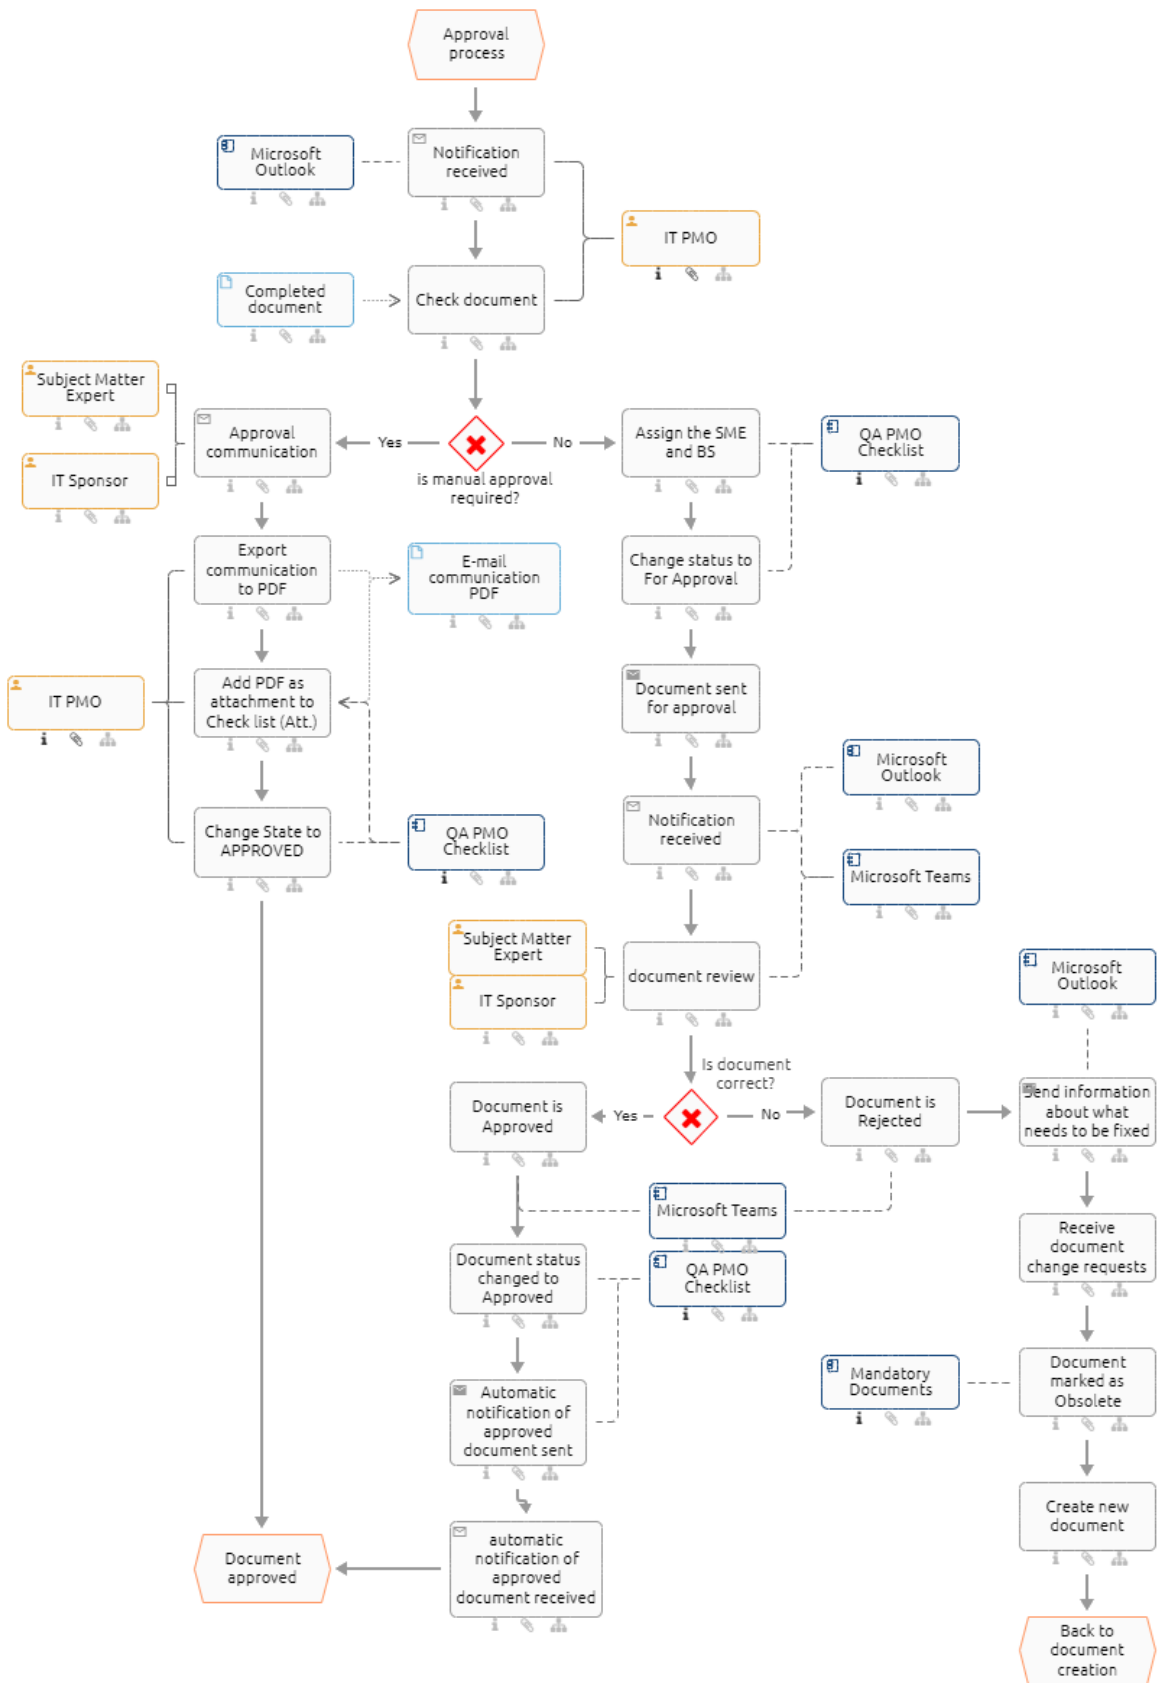 Approval
process
Microsoft
Outlook
Notification
received
IT PMO
Completed
document
Check document
Subject Matter
Expert
IT Sponsor
Approval
communication
Yes
No
is manual approval
required?
Assign the SME
and BS
QA PMO
Checklist
Export
communication
to PDF
E-mail
communication
PDF
Change status to
For Approval
IT PMO
Add PDF as
attachment to
Check list (Att.)
Document sent
for approval
Microsoft
Outlook
Change State to
APPROVED
QA PMO
Checklist
Notification
received
Microsoft Teams
Subject Matter
Expert
IT Sponsor
document review
Microsoft
Outlook
Is document
correct?
Document is
Approved
Yes
No
Document is
Rejected
Send information
about what
needs to be fixed
Microsoft Teams
Document status
changed to
Approved
QA PMO
Checklist
Receive
document
change requests
Mandatory
Documents
Document
marked as
Obsolete
Automatic
notification of
approved
document sent
Create new
document
Document
approved
automatic
notification of
approved
document received
Back to
document
creation